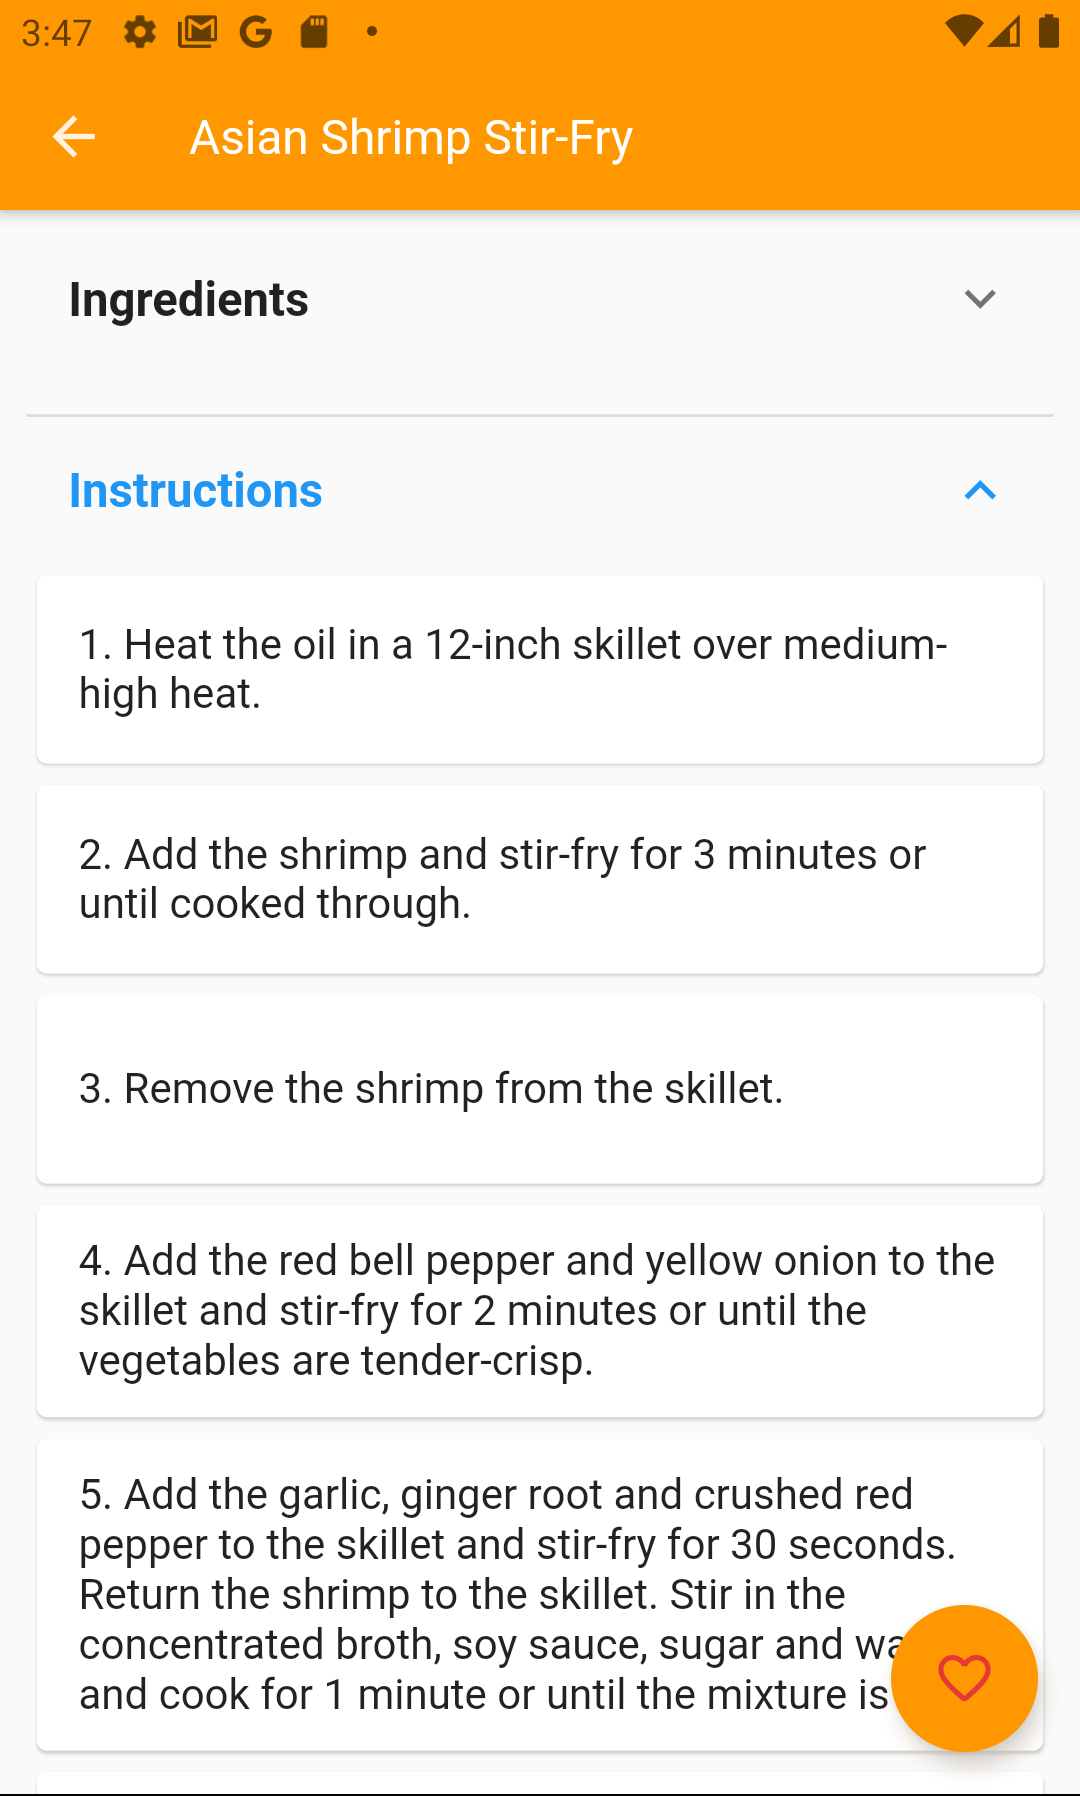 3:47
Asian Shrimp Stir-Fry
Ingredients
Instructions
1. Heat the oil in a 12-inch skillet over medium-
high heat.
2. Add the shrimp and stir-fry for 3 minutes or
until cooked through.
3. Remove the shrimp from the skillet.
4. Add the red bell pepper and yellow onion to the
skillet and stir-fry for 2 minutes or until the
vegetables are tender-crisp.
5. Add the garlic, ginger root and crushed red
pepper to the skillet and stir-fry for 30 seconds.
Return the shrimp to the skillet. Stir in the
concentrated broth, soy sauce, sugar and
and cook for 1 minute or until the mixture is